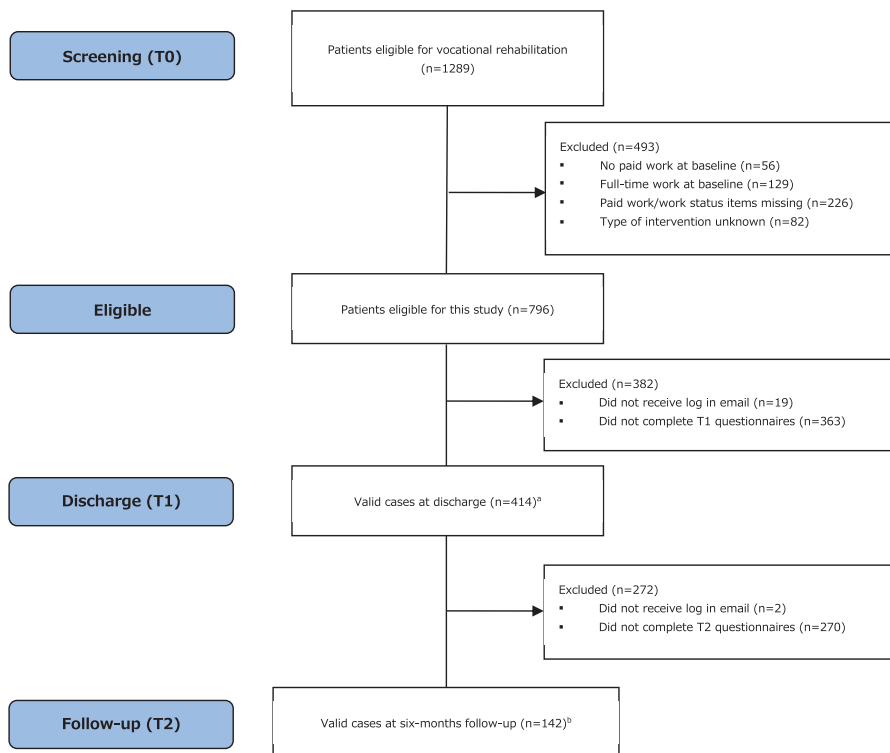 Screening (T0)
Patients eligible for vocational rehabilitation
(n=1289)
Excluded (n=493)
▪ No paid work at baseline (n=56)
▪ Full-time work at baseline (n=129)
▪ Paid work/work status items missing (n=226)
▪ Type of intervention unknown (n=82)
Eligible
Patients eligible for this study (n=796)
Excluded (n=382)
▪ Did not receive log in email (n=19)
▪ Did not complete T1 questionnaires (n=363)
Discharge (T1)
Valid cases at discharge (n=414)ᵃ
Excluded (n=272)
▪ Did not receive log in email (n=2)
▪ Did not complete T2 questionnaires (n=270)
Follow-up (T2)
Valid cases at six-months follow-up (n=142)ᵇ